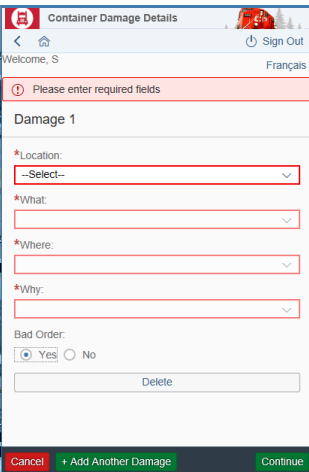 Container Damage Details
Sign Out
Welcome, S
Français
Please enter required fields
Damage 1
*Location:
--Select--
*What:
*Where:
*Why:
Bad Order:
Yes No
Delete
Cancel + Add Another Damage Continue